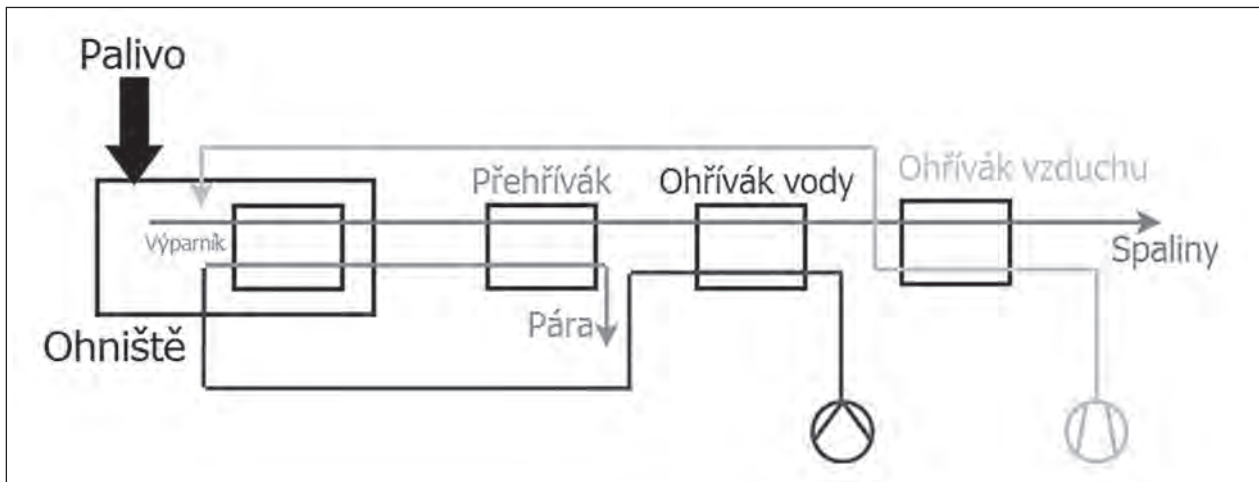 Palivo
Přehřívák
Ohřívák vody
Ohřívák vzduchu
Výparník
Spaliny
Pára
Ohniště